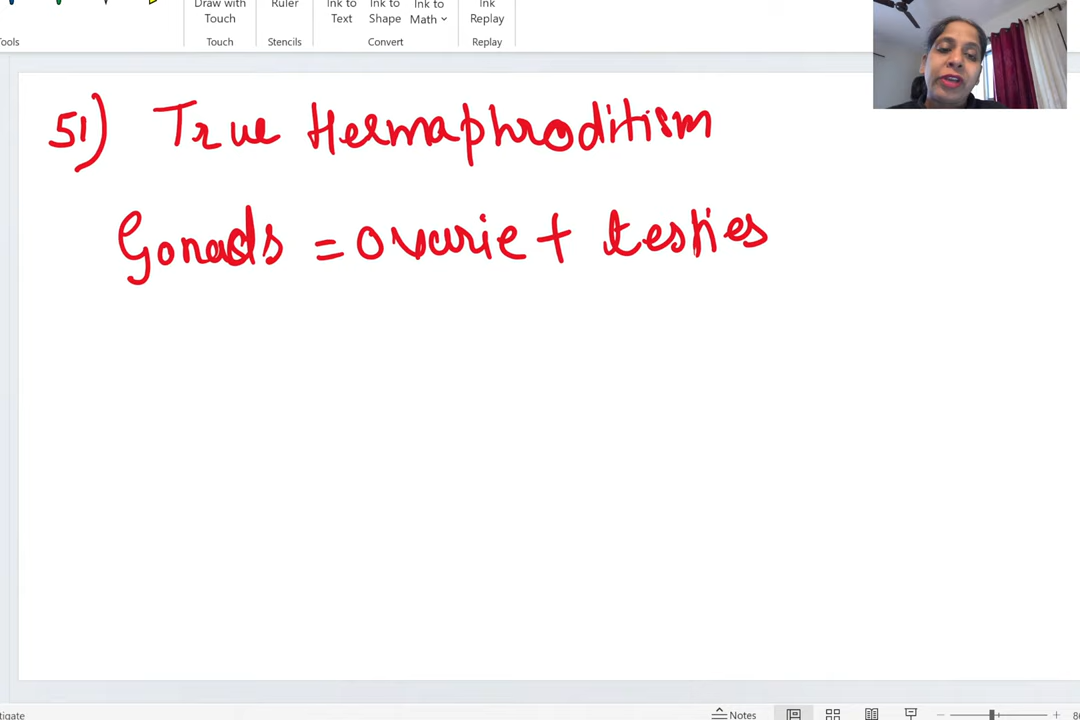 Draw with Touch
Ruler
Ink to Text
Ink to Shape
Ink to Math
Ink Replay
Tools
Touch
Stencils
Convert
Replay
51) True Hermaphroditism
Gonads = ovarie + testies
tigate
Notes